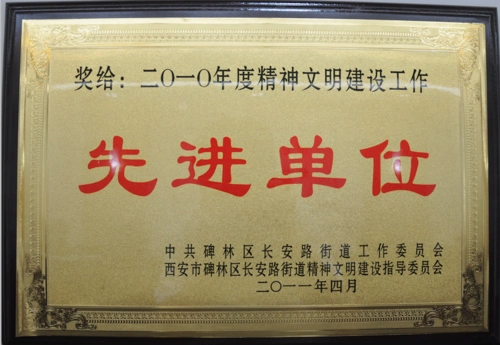 奖给：二〇一〇年度精神文明建设工作
先进单位
中共碑林区长安路街道工作委员会
西安市碑林区长安路街道精神文明建设指导委员会
二〇一一年四月